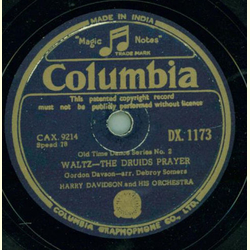 MADE IN INDIA
"Magic Notes"
TRADE MARK
Columbia
This patented copyright record must
not be publicly performed without licence
CAX. 9214
Speed 78
DX. 1173
Old Time Dance Series No. 2
WALTZ—THE DRUIDS PRAYER
Gordon Davson—arr. Debroy Somers
HARRY DAVIDSON and HIS ORCHESTRA
COLUMBIA GRAPHOPHONE CO., LTD.